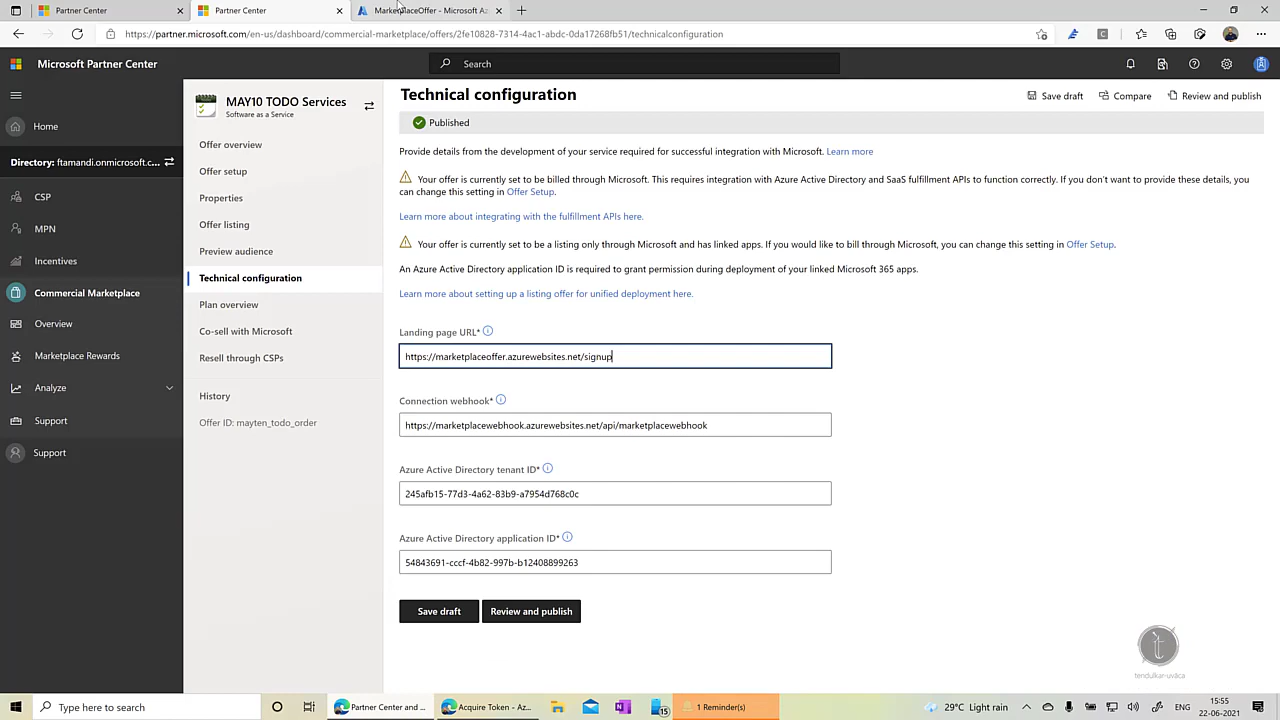 Partner Center
Partner Center
MarketplaceOffer - Microsoft Az
https://partner.microsoft.com/en-us/dashboard/commercial-marketplace/offers/2fe10828-7314-4ac1-abdc-0da17268fb51/technicalconfiguration
Microsoft Partner Center
Search
Home
Directory: ftamandi.onmicrosoft.c...
CSP
MPN
Incentives
Commercial Marketplace
Overview
Marketplace Rewards
Analyze
Support
Support
MAY10 TODO Services
Software as a Service
Offer overview
Offer setup
Properties
Offer listing
Preview audience
Technical configuration
Plan overview
Co-sell with Microsoft
Resell through CSPs
History
Offer ID: mayten_todo_order
Technical configuration
Save draft
Compare
Review and publish
Published
Provide details from the development of your service required for successful integration with Microsoft. Learn more
Your offer is currently set to be billed through Microsoft. This requires integration with Azure Active Directory and SaaS fulfillment APIs to function correctly. If you don't want to provide these details, you
can change this setting in Offer Setup.
Learn more about integrating with the fulfillment APIs here.
Your offer is currently set to be a listing only through Microsoft and has linked apps. If you would like to bill through Microsoft, you can change this setting in Offer Setup.
An Azure Active Directory application ID is required to grant permission during deployment of your linked Microsoft 365 apps.
Learn more about setting up a listing offer for unified deployment here.
Landing page URL*
https://marketplaceoffer.azurewebsites.net/signup
Connection webhook*
https://marketplacewebhook.azurewebsites.net/api/marketplacewebhook
Azure Active Directory tenant ID*
245afb15-77d3-4a62-83b9-a7954d768c0c
Azure Active Directory application ID*
54843691-cccf-4b82-997b-b12408899263
Save draft
Review and publish
t
tendulkar-uvāca
Type here to search
Partner Center and ...
Acquire Token - Az...
15
1 Reminder(s)
29°C Light rain
ENG
15:55
22-06-2021